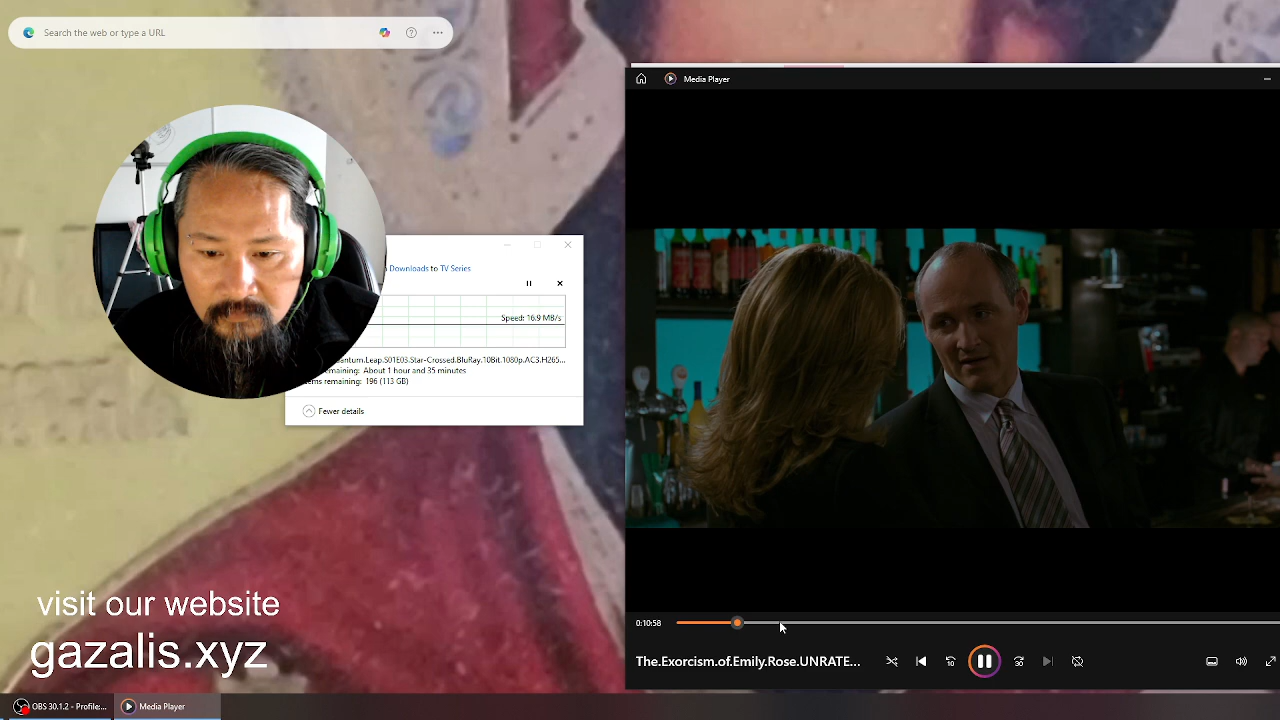 Search the web or type a URL
Media Player
Downloads to TV Series
Speed: 16.9 MB/s
antum.Leap.S01E03.Star-Crossed.BluRay.10Bit.1080p.AC3.H265...
maining: About 1 hour and 35 minutes
ems remaining: 196 (113 GB)
Fewer details
visit our website
gazalis.xyz
0:10:58
The.Exorcism.of.Emily.Rose.UNRATE...
10
30
OBS 30.1.2 - Profile:...
Media Player